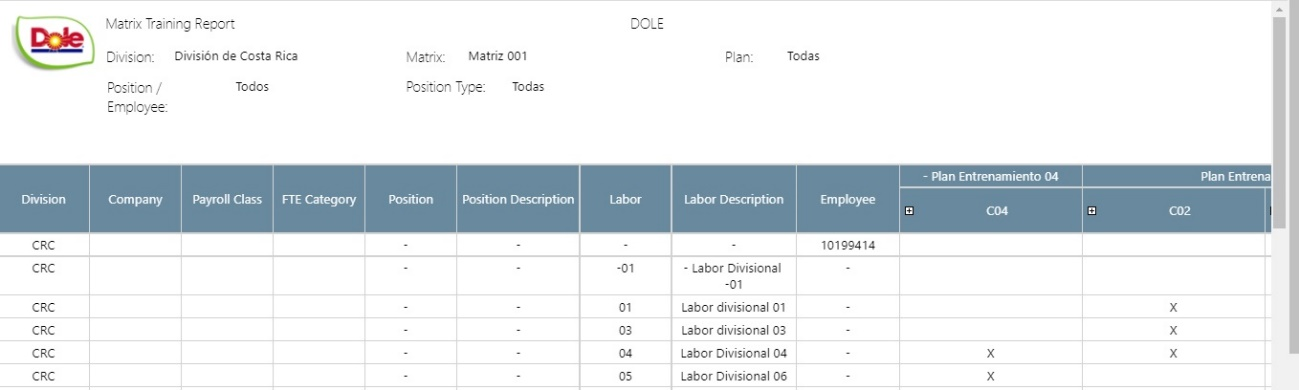 Dole
Matrix Training Report DOLE
Division: División de Costa Rica Matrix: Matriz 001 Plan: Todas
Position / Todos Position Type: Todas
Employee:
- Plan Entrenamiento 04 Plan Entrena
Division Company Payroll Class FTE Category Position Position Description Labor Labor Description Employee
C04 C02
CRC - - - - 10199414
CRC - - -01 - Labor Divisional -
-01
CRC - - 01 Labor divisional 01 - X
CRC - - 03 Labor divisional 03 - X
CRC - - 04 Labor Divisional 04 - X X
CRC - - 05 Labor Divisional 06 - X